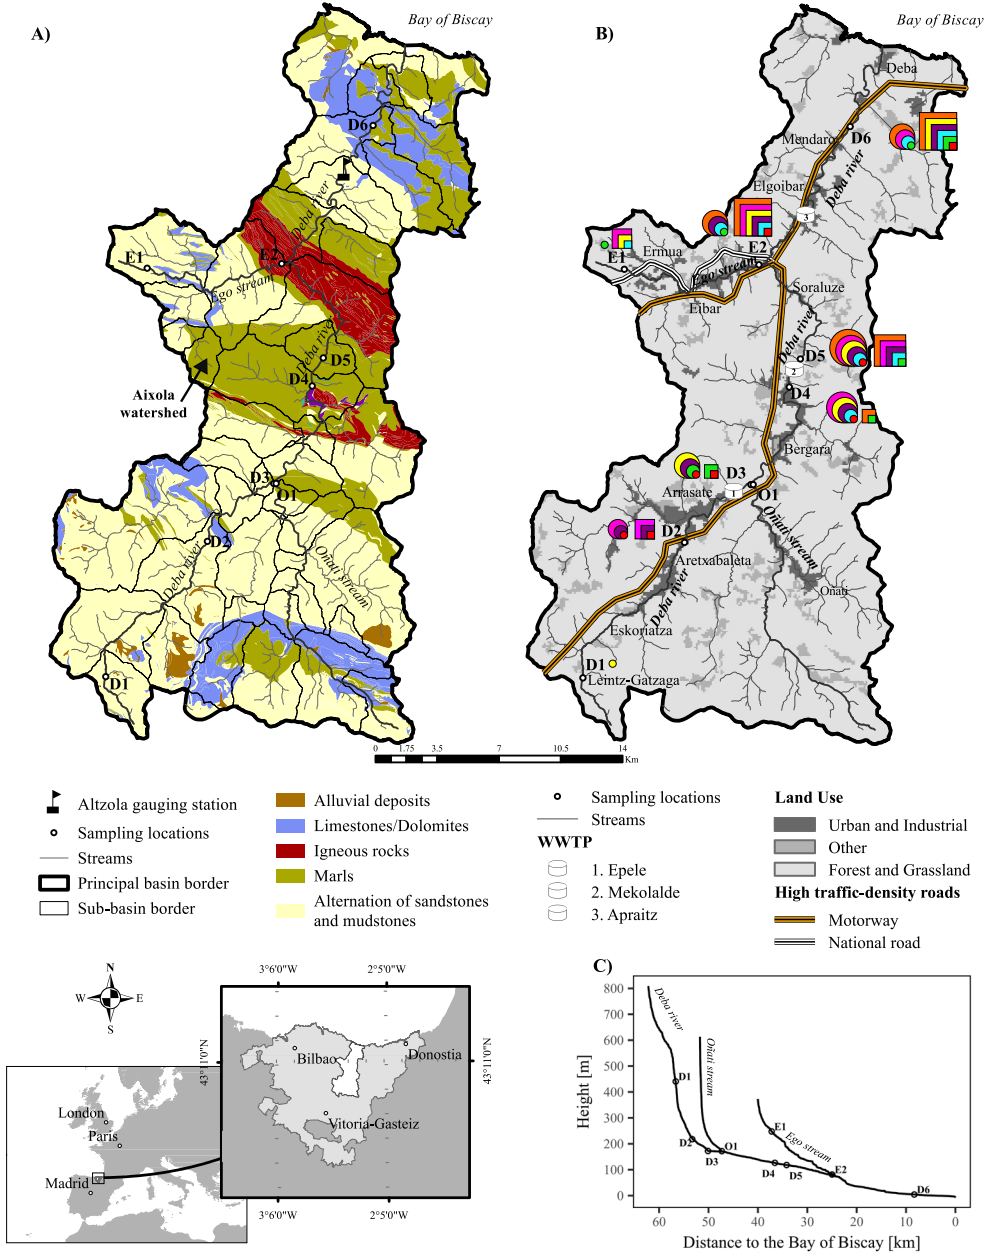 A)
Bay of Biscay
D6
Deba river
E1
E2
Ego stream
Deba river
D5
D4
Aixola
watershed
D3
O1
D2
Deba river
Oñati stream
D1
B)
Bay of Biscay
Deba
Mendaro
D6
Deba river
Elgoibar
3
E1
Ermua
E2
Ego stream
Eibar
Soraluze
Deba river
D5
2
D4
Bergara
D3
Arrasate
1
O1
D2
Oñati stream
Aretxabaleta
Oñati
Deba river
Eskoriatza
D1
Leintz-Gatzaga
0 1.75 3.5 7 10.5 14
Km
Altzola gauging station
Sampling locations
Streams
Principal basin border
Sub-basin border
Alluvial deposits
Limestones/Dolomites
Igneous rocks
Marls
Alternation of sandstones
and mudstones
Sampling locations
Streams
WWTP
1. Epele
2. Mekolalde
3. Apraitz
Land Use
Urban and Industrial
Other
Forest and Grassland
High traffic-density roads
Motorway
National road
N
W E
S
London
Paris
Madrid
3°6'0"W 2°50'0"W
43°11'0"N
43°11'0"N
Bilbao
Donostia
Vitoria-Gasteiz
3°6'0"W 2°50'0"W
C)
Height [m]
800
700
600
500
400
300
200
100
0
Deba river
Oñati stream
Ego stream
D1
D2
D3
O1
E1
D4
D5
E2
D6
60 50 40 30 20 10 0
Distance to the Bay of Biscay [km]